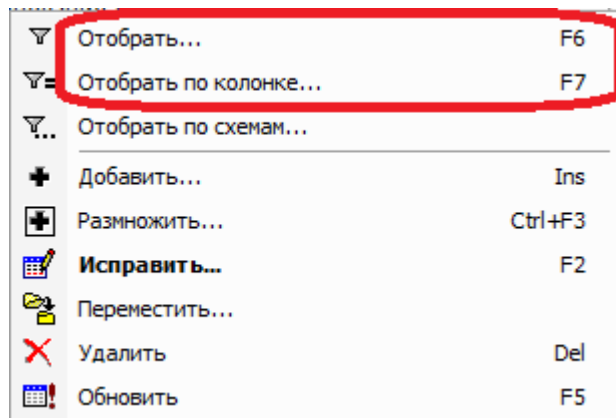 Отобрать... F6
Отобрать по колонке... F7
Отобрать по схемам...
Добавить... Ins
Размножить... Ctrl+F3
Исправить... F2
Переместить...
Удалить Del
Обновить F5